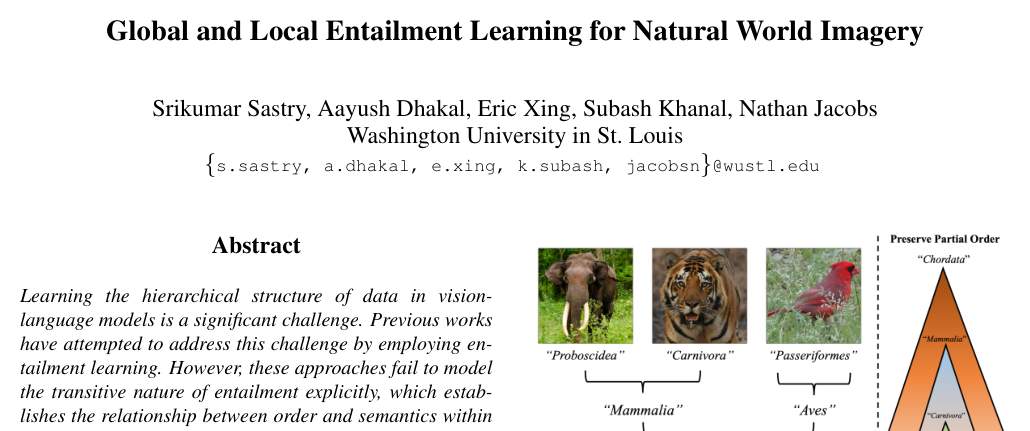 Global and Local Entailment Learning for Natural World Imagery
Srikumar Sastry, Aayush Dhakal, Eric Xing, Subash Khanal, Nathan Jacobs
Washington University in St. Louis
{s.sastry, a.dhakal, e.xing, k.subash, jacobsn}@wustl.edu
Abstract
Learning the hierarchical structure of data in vision-
language models is a significant challenge. Previous works
have attempted to address this challenge by employing en-
tailment learning. However, these approaches fail to model
the transitive nature of entailment explicitly, which estab-
lishes the relationship between order and semantics within
"Proboscidea" "Carnivora" "Passeriformes"
"Mammalia" "Aves"
Preserve Partial Order
"Chordata"
"Mammalia"
"Carnivora"